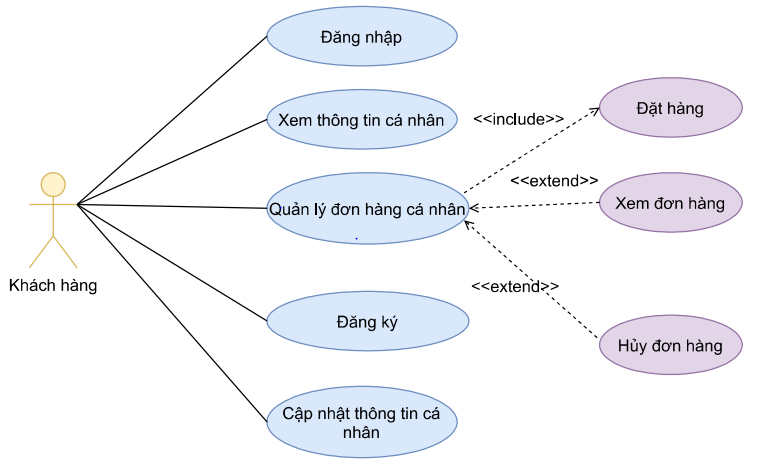 Đăng nhập
Xem thông tin cá nhân
Quản lý đơn hàng cá nhân
Đăng ký
Cập nhật thông tin cá
nhân
Khách hàng
<<include>>
<<extend>>
<<extend>>
Đặt hàng
Xem đơn hàng
Hủy đơn hàng